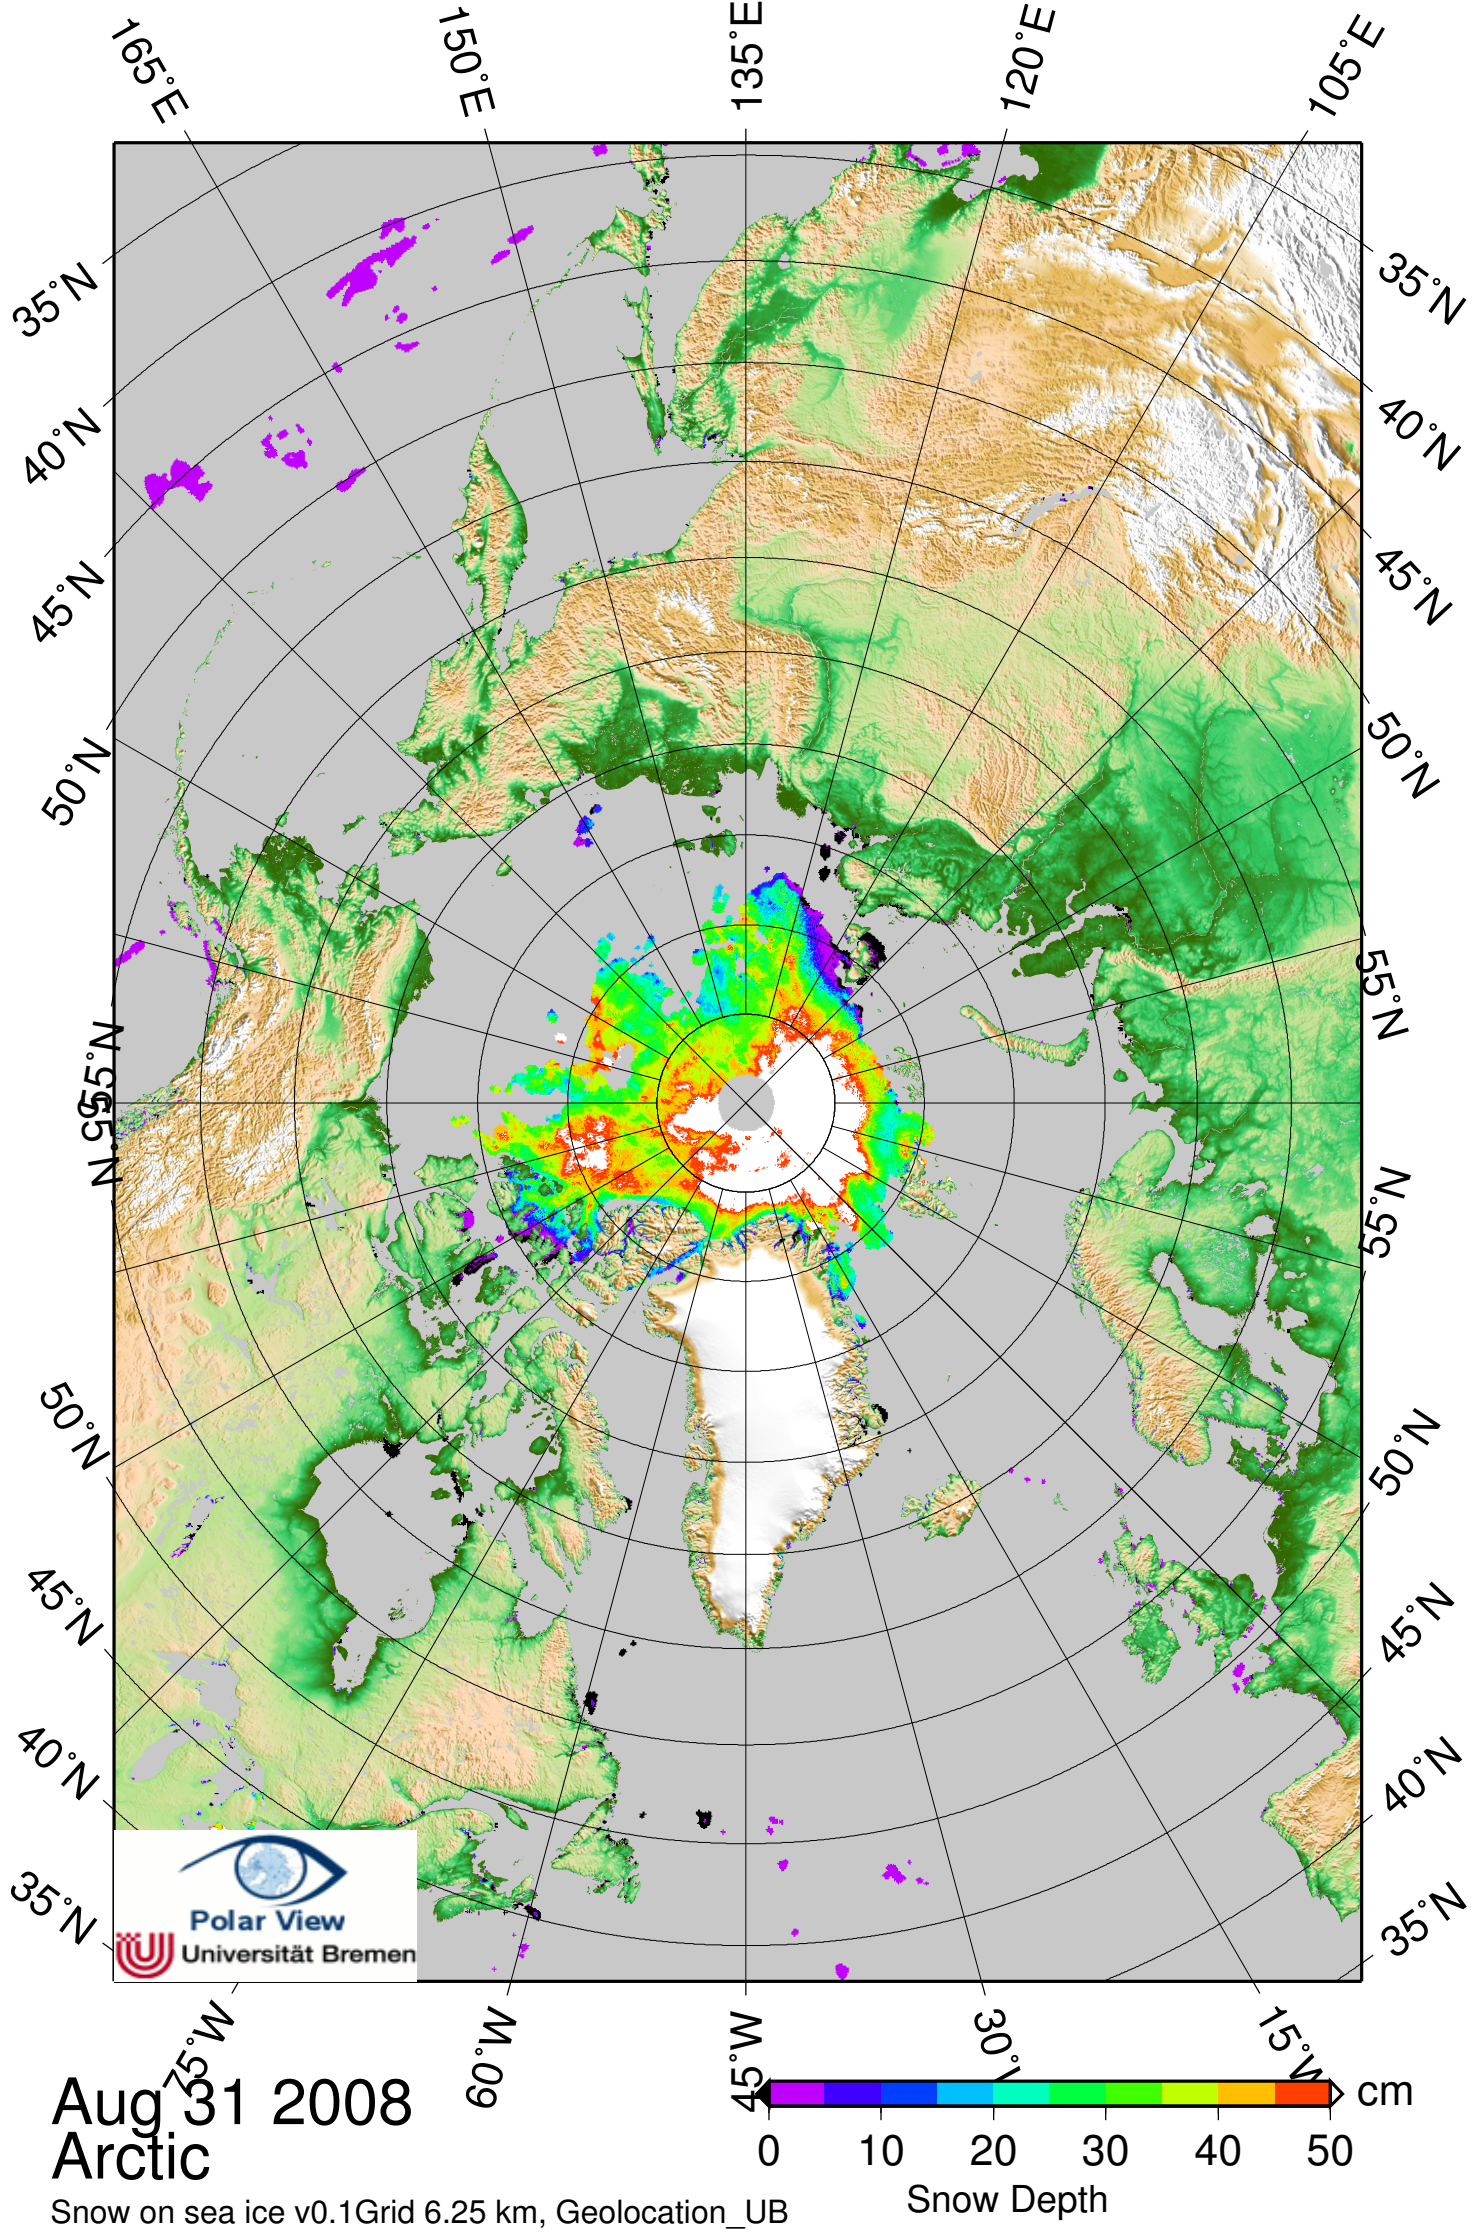 165°E 150°E 135°E 120°E 105°E
35°N 35°N
40°N 40°N
45°N 45°N
50°N 50°N
55°N 55°N
55°N 55°N
50°N 50°N
45°N 45°N
40°N 40°N
35°N 35°N
Polar View
Universität Bremen
75°W 60°W 45°W 30°W 15°W
Aug 31 2008
Arctic
Snow on sea ice v0.1Grid 6.25 km, Geolocation_UB
cm
0 10 20 30 40 50
Snow Depth